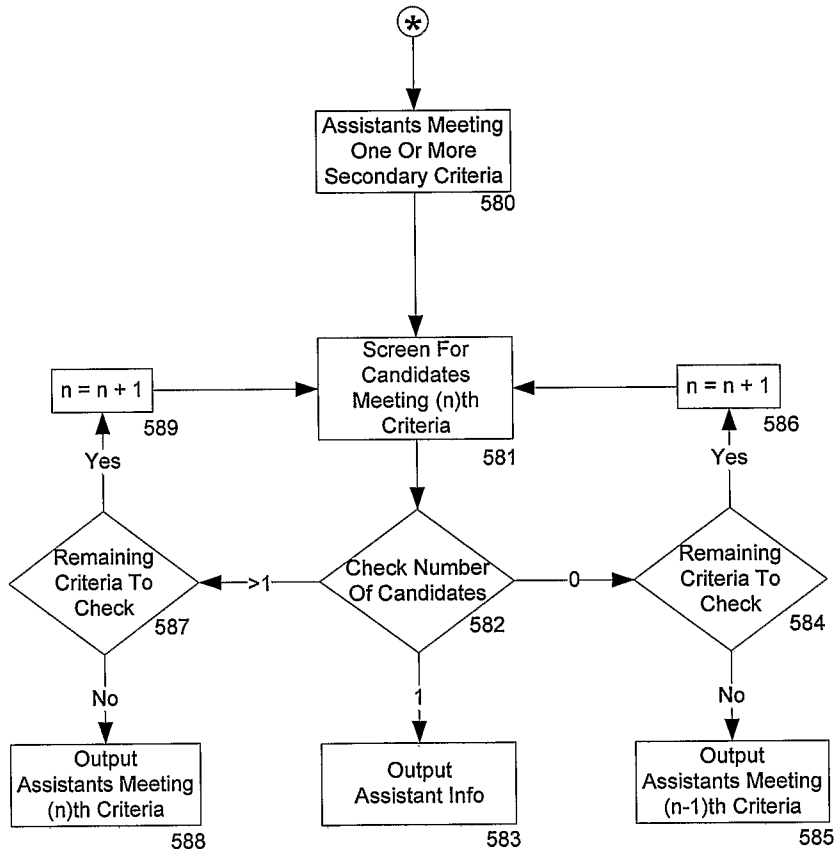 *
Assistants Meeting
One Or More
Secondary Criteria
580
Screen For
Candidates
Meeting (n)th
Criteria
581
n = n + 1
589
n = n + 1
586
Yes
Yes
Remaining
Criteria To
Check
587
>1
Check Number
Of Candidates
582
0
Remaining
Criteria To
Check
584
No
1
No
Output
Assistants Meeting
(n)th Criteria
588
Output
Assistant Info
583
Output
Assistants Meeting
(n-1)th Criteria
585